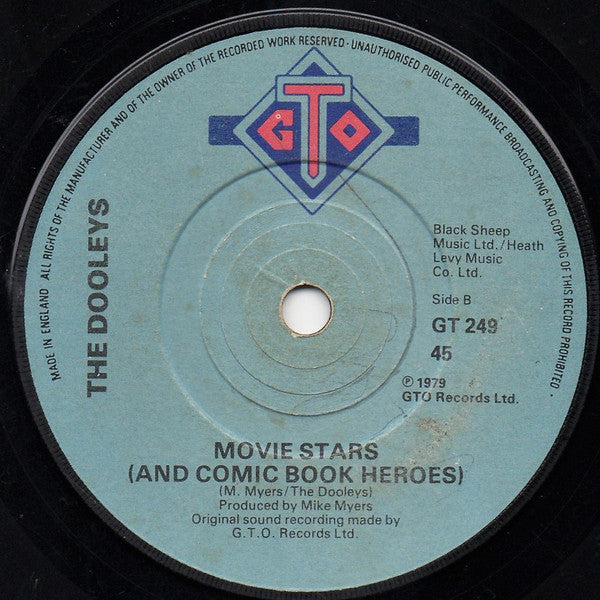 MADE IN ENGLAND ALL RIGHTS OF THE MANUFACTURER AND OF THE OWNER OF THE RECORDED WORK RESERVED · UNAUTHORISED PUBLIC PERFORMANCE BROADCASTING AND COPYING OF THIS RECORD PROHIBITED ·
GTO
THE DOOLEYS
Black Sheep
Music Ltd./Heath
Levy Music
Co. Ltd.
Side B
GT 249
45
℗ 1979
GTO Records Ltd.
MOVIE STARS
(AND COMIC BOOK HEROES)
(M. Myers/The Dooleys)
Produced by Mike Myers
Original sound recording made by
G.T.O. Records Ltd.